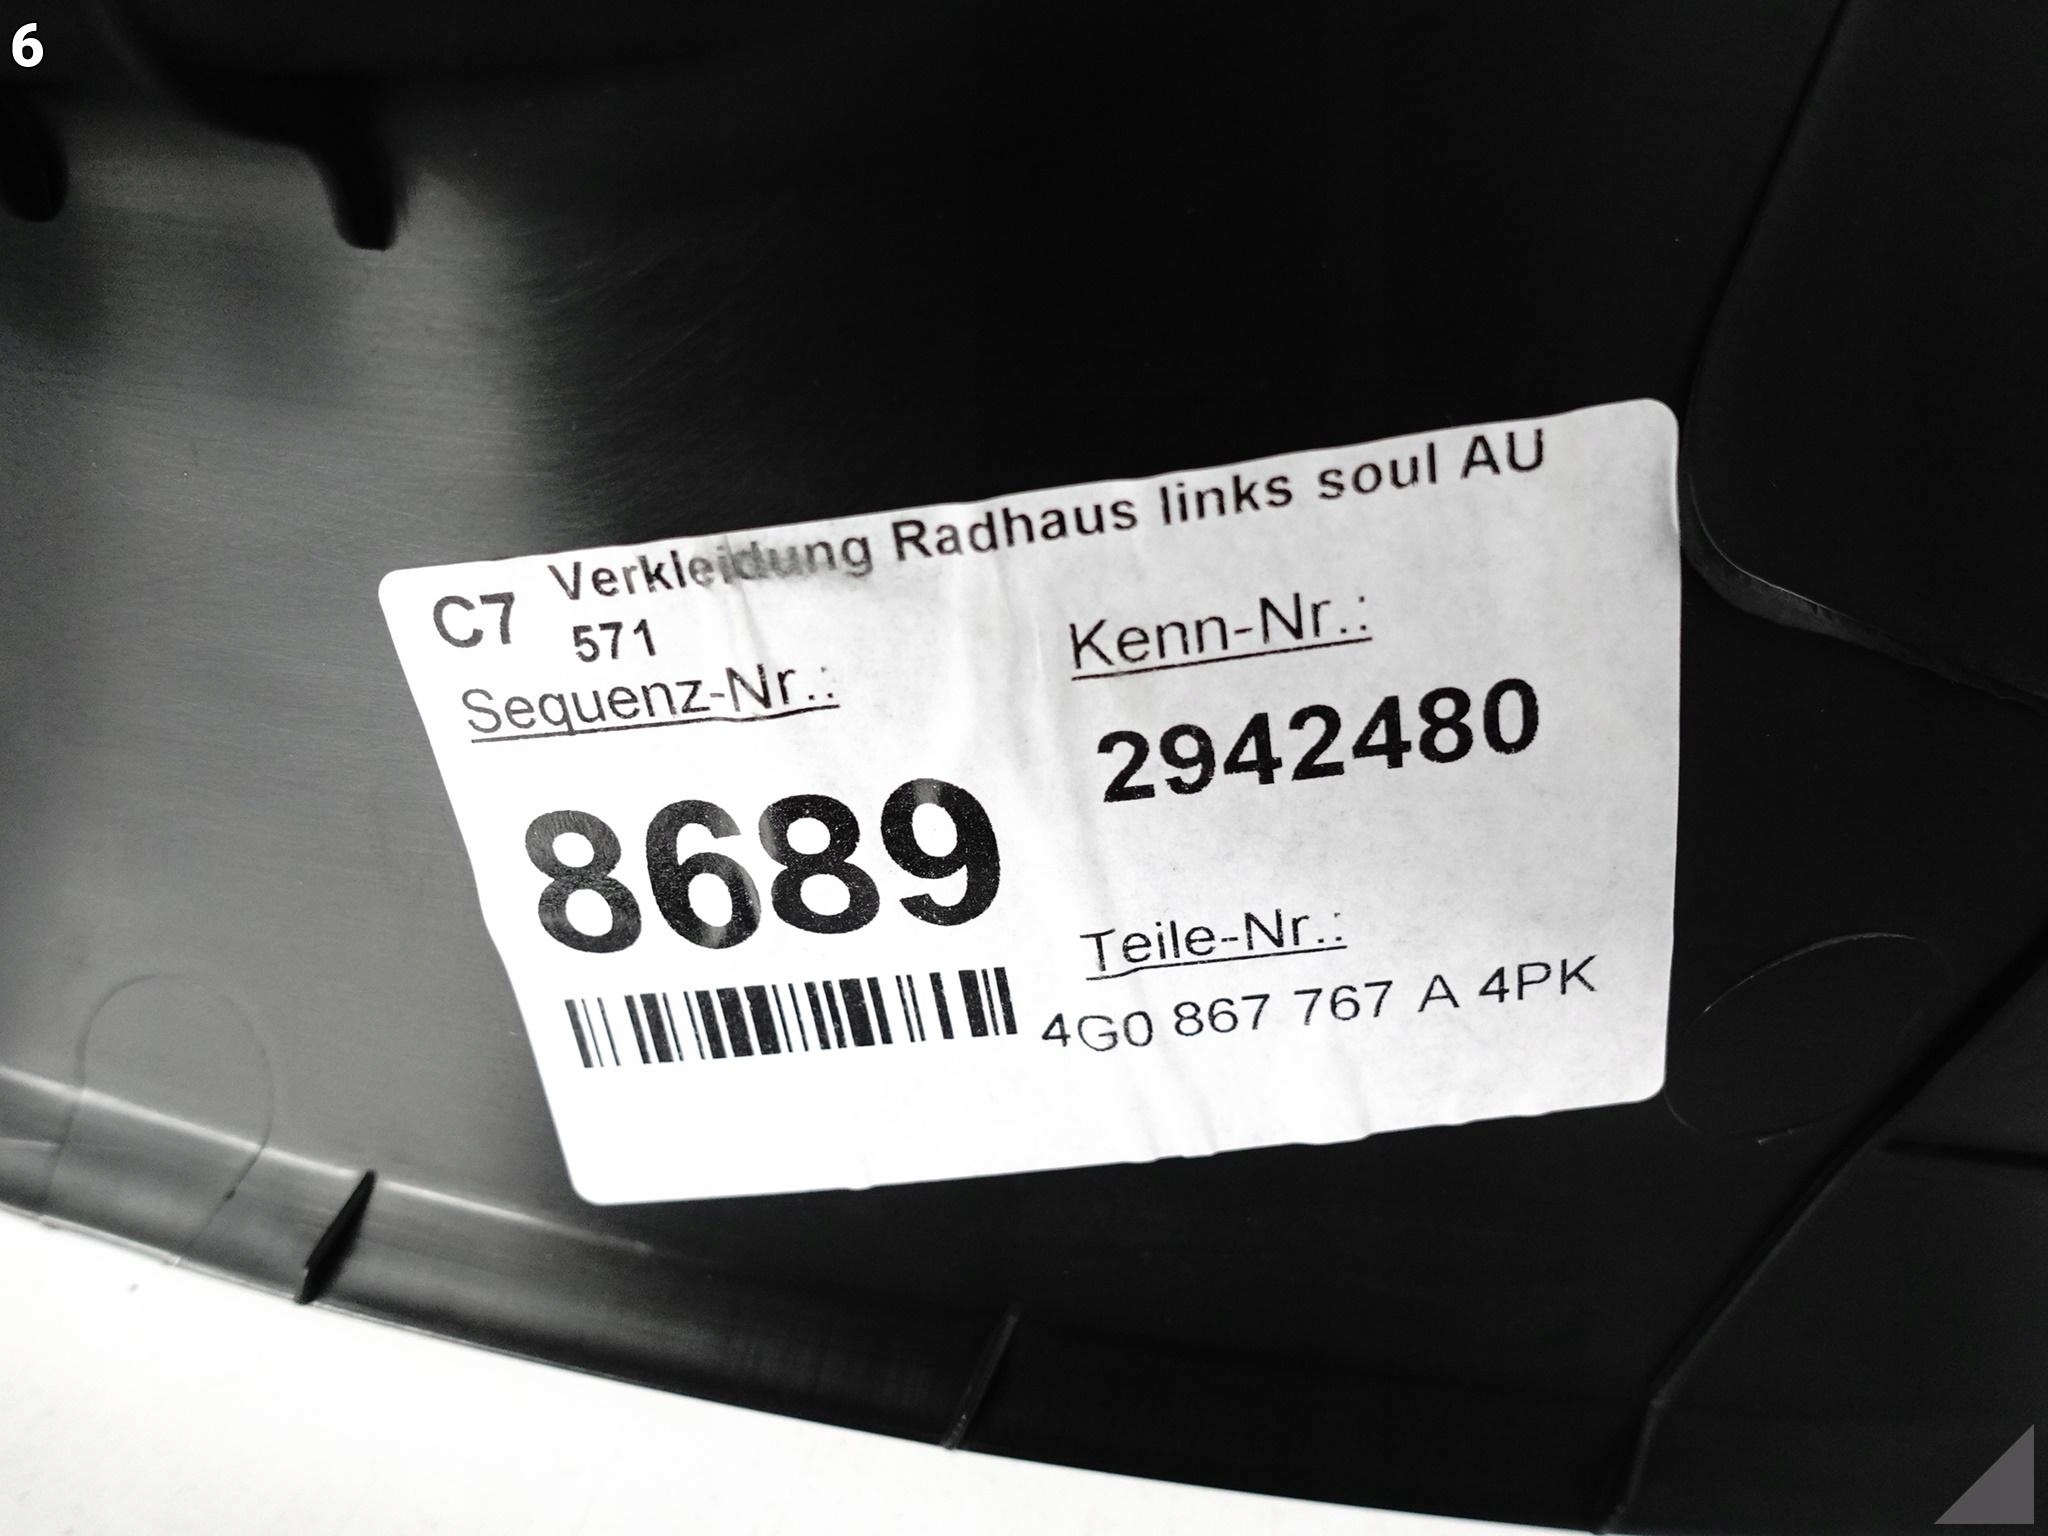 6
C7 Verkleidung Radhaus links soul AU
571
Sequenz-Nr.:
8689
Kenn-Nr.:
2942480
Teile-Nr.:
4G0 867 767 A 4PK